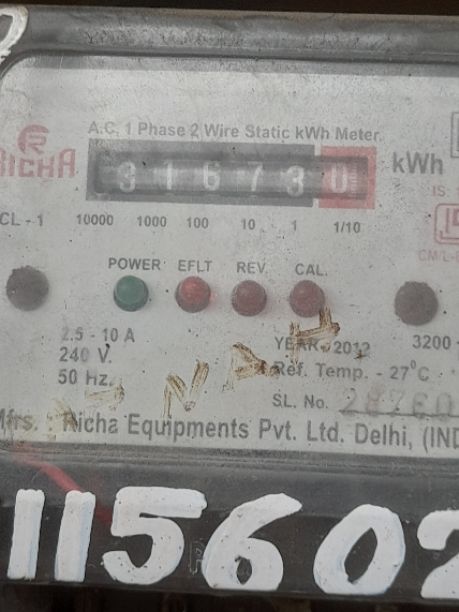 A.C. 1 Phase 2 Wire Static kWh Meter
RICHA
3 1 6 7 3 0
kWh
IS
CL - 1
10000 1000 100 10 1 1/10
CM/L-
POWER EFLT REV. CAL.
2.5 - 10 A
240 V.
50 Hz.
YEAR. 2012
3200
Ref. Temp. - 27°C
SL. No.
Mfrs. : Richa Equipments Pvt. Ltd. Delhi, (IND
115602